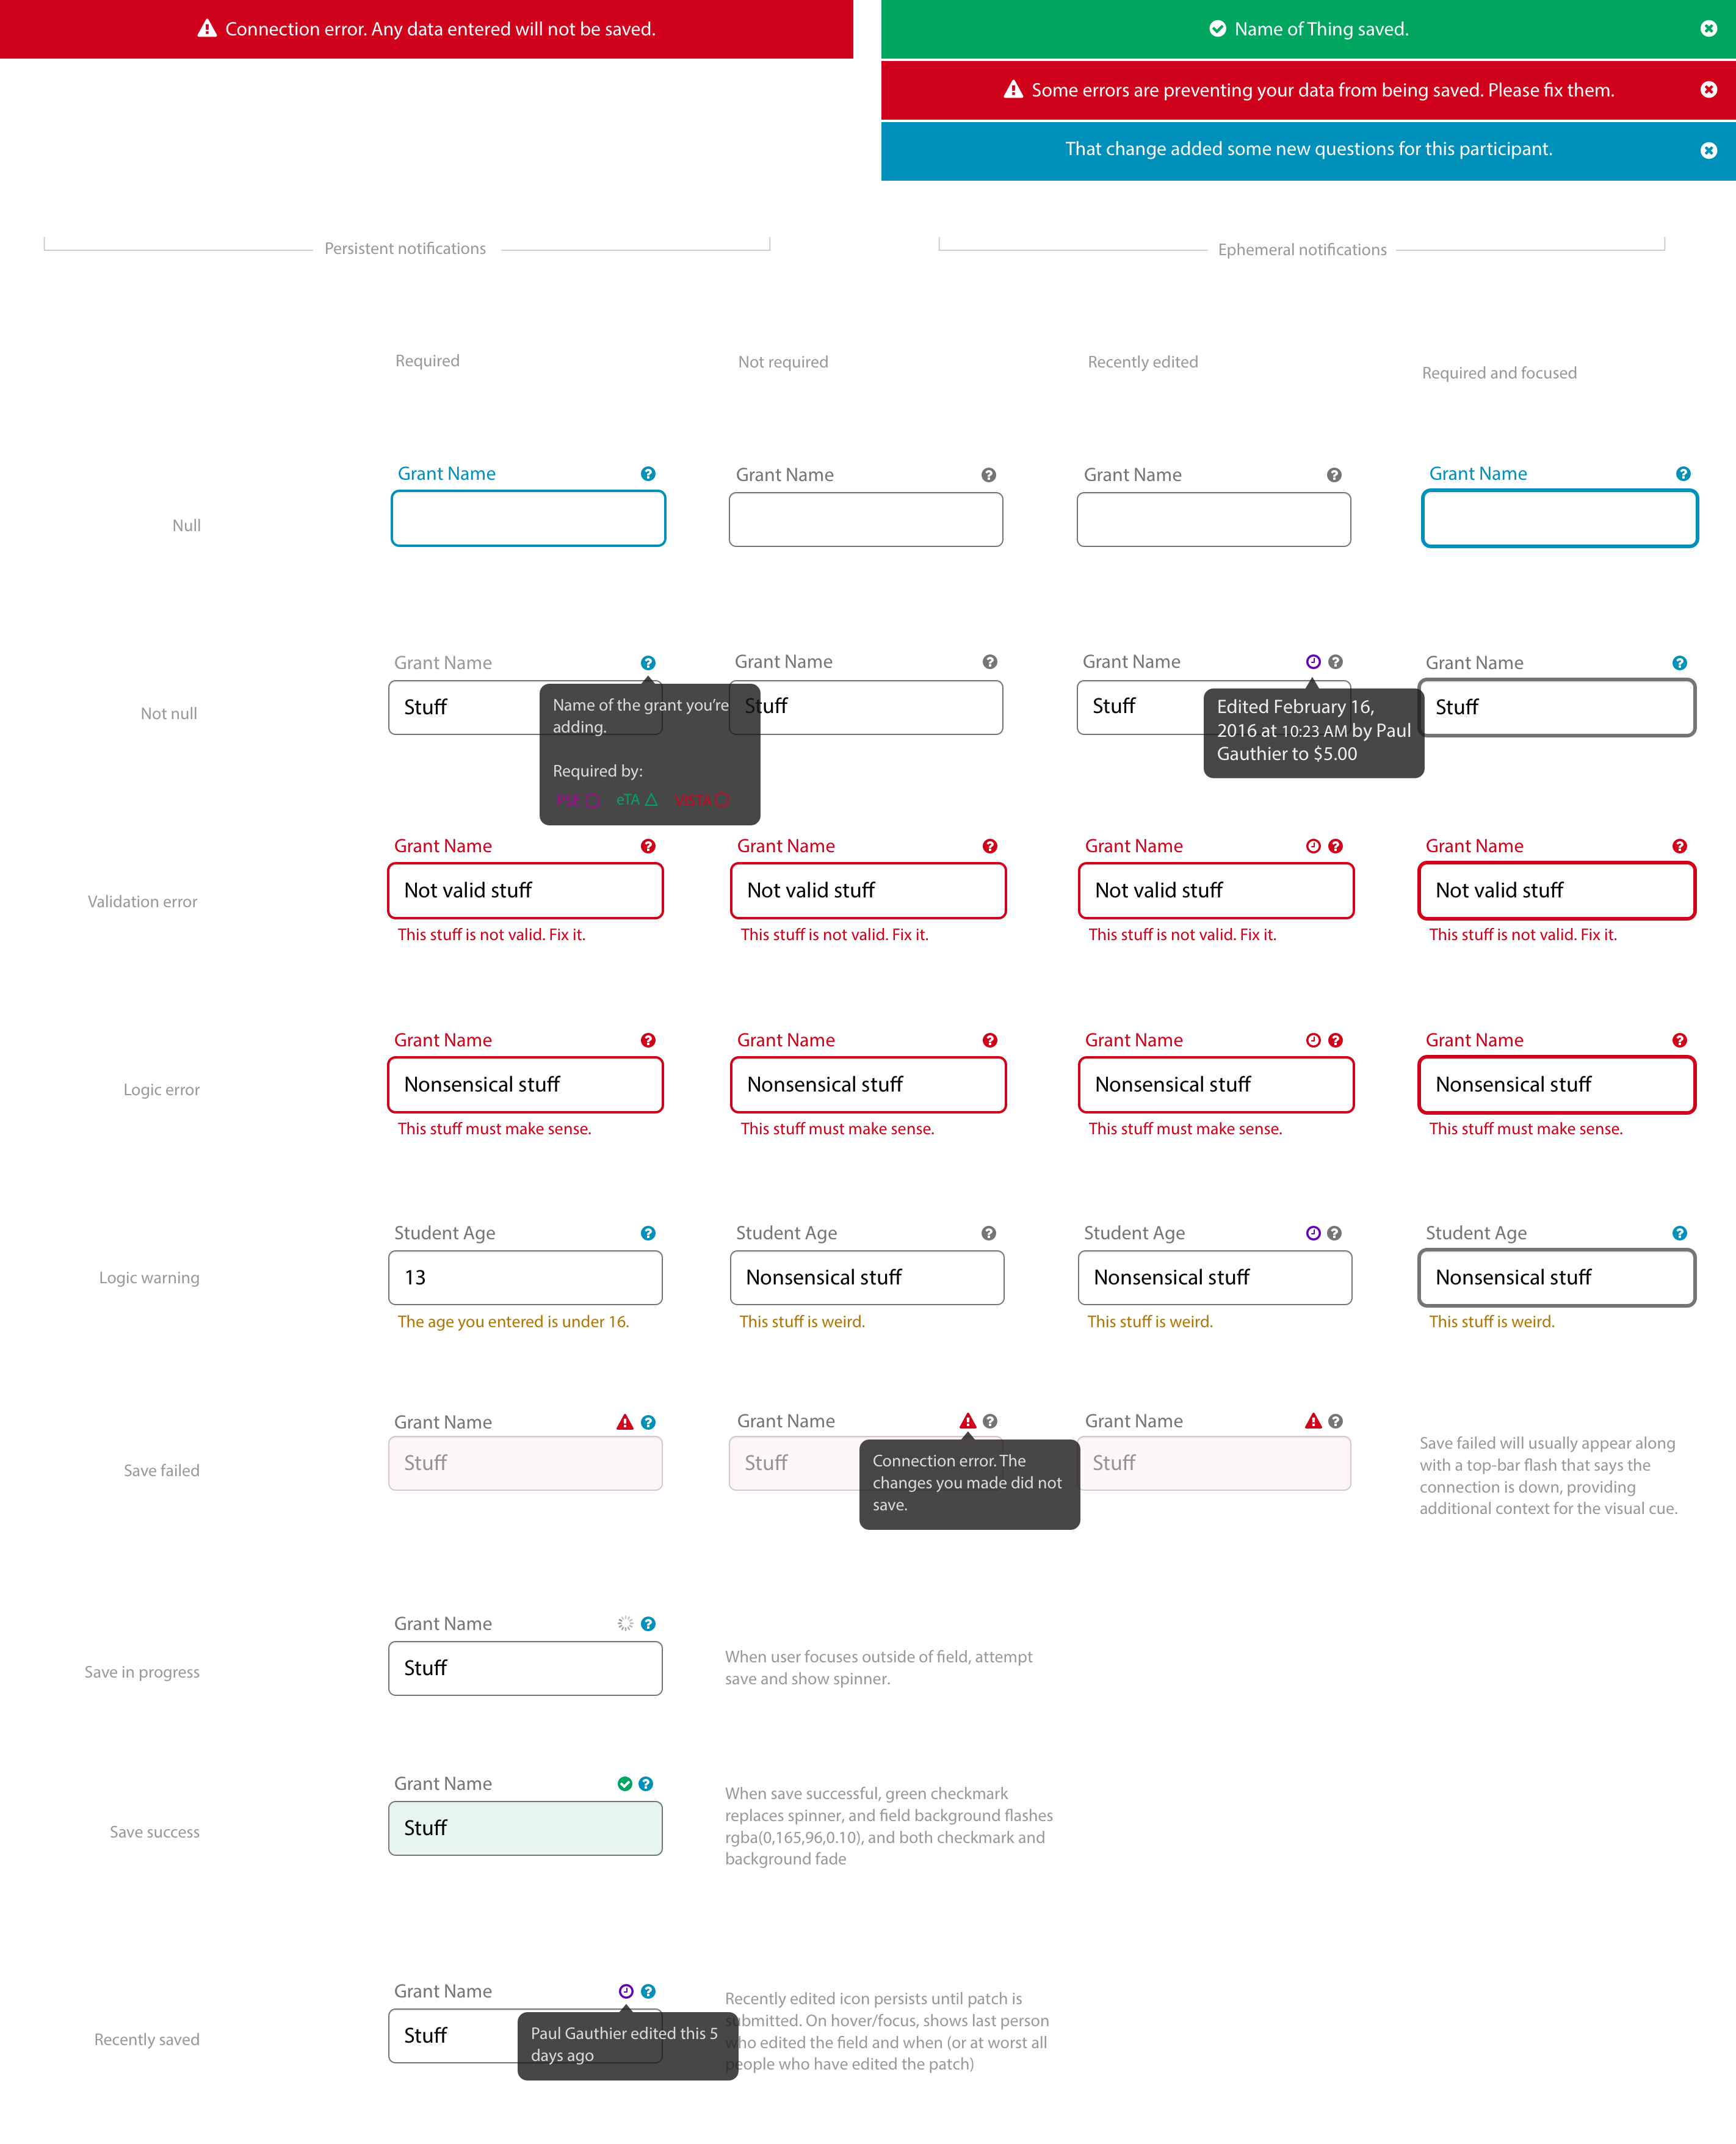 Connection error. Any data entered will not be saved.
Name of Thing saved.
Some errors are preventing your data from being saved. Please fix them.
That change added some new questions for this participant.
Persistent notifications
Ephemeral notifications
Required
Not required
Recently edited
Required and focused
Null
Grant Name
Grant Name
Grant Name
Grant Name
Not null
Grant Name
Stuff
Name of the grant you're
adding.
Required by:
eTA
Grant Name
Stuff
Grant Name
Stuff
Edited February 16,
2016 at 10:23 AM by Paul
Gauthier to $5.00
Grant Name
Stuff
Validation error
Grant Name
Not valid stuff
This stuff is not valid. Fix it.
Grant Name
Not valid stuff
This stuff is not valid. Fix it.
Grant Name
Not valid stuff
This stuff is not valid. Fix it.
Grant Name
Not valid stuff
This stuff is not valid. Fix it.
Logic error
Grant Name
Nonsensical stuff
This stuff must make sense.
Grant Name
Nonsensical stuff
This stuff must make sense.
Grant Name
Nonsensical stuff
This stuff must make sense.
Grant Name
Nonsensical stuff
This stuff must make sense.
Logic warning
Student Age
13
The age you entered is under 16.
Student Age
Nonsensical stuff
This stuff is weird.
Student Age
Nonsensical stuff
This stuff is weird.
Student Age
Nonsensical stuff
This stuff is weird.
Save failed
Grant Name
Stuff
Grant Name
Stuff
Connection error. The
changes you made did not
save.
Grant Name
Stuff
Save failed will usually appear along
with a top-bar flash that says the
connection is down, providing
additional context for the visual cue.
Save in progress
Grant Name
Stuff
When user focuses outside of field, attempt
save and show spinner.
Save success
Grant Name
Stuff
When save successful, green checkmark
replaces spinner, and field background flashes
rgba(0,165,96,0.10), and both checkmark and
background fade
Recently saved
Grant Name
Stuff
Paul Gauthier edited this 5
days ago
Recently edited icon persists until patch is
submitted. On hover/focus, shows last person
who edited the field and when (or at worst all
people who have edited the patch)